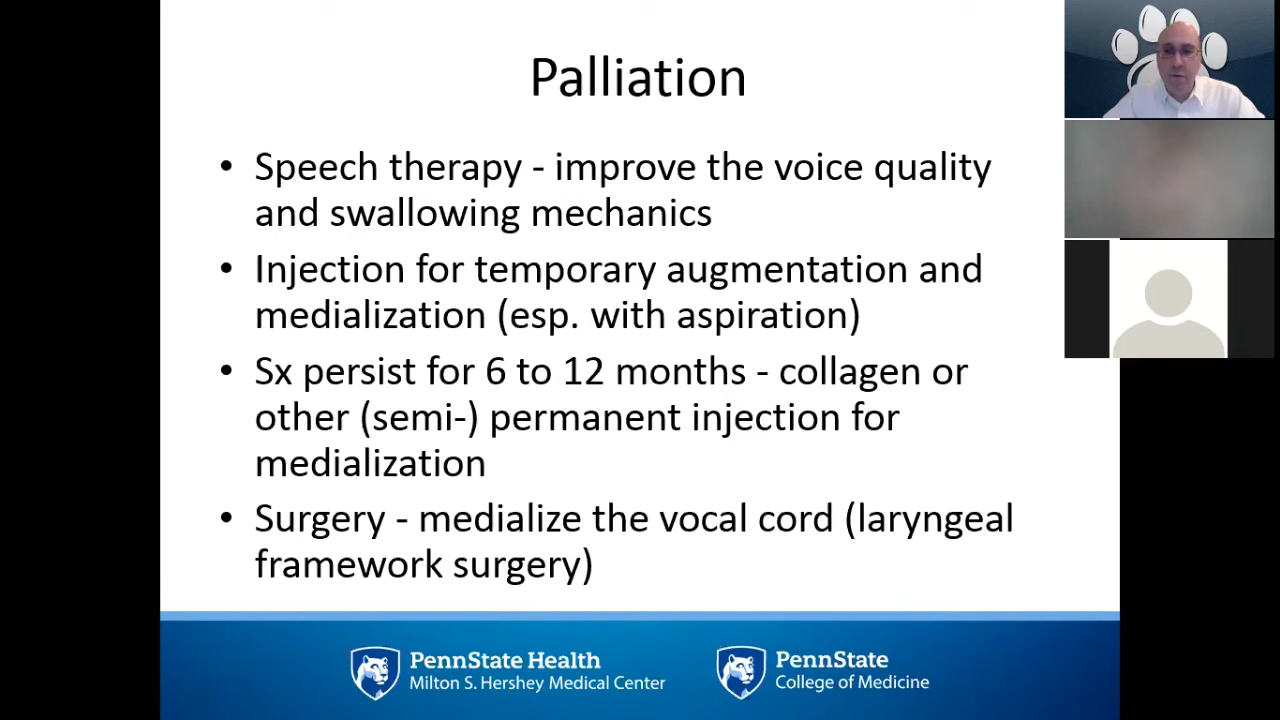 Palliation
• Speech therapy - improve the voice quality
and swallowing mechanics
• Injection for temporary augmentation and
medialization (esp. with aspiration)
• Sx persist for 6 to 12 months - collagen or
other (semi-) permanent injection for
medialization
• Surgery - medialize the vocal cord (laryngeal
framework surgery)
PennState Health
Milton S. Hershey Medical Center
PennState
College of Medicine